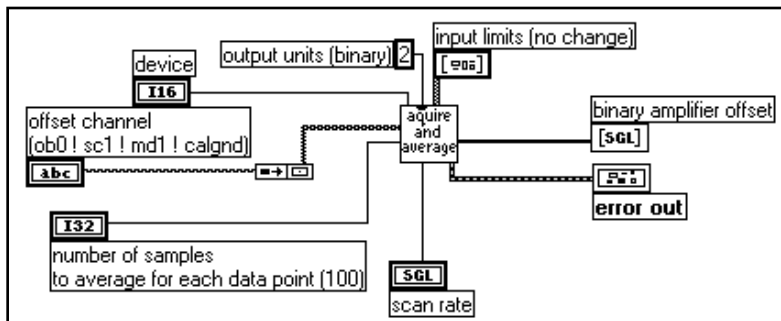 input limits (no change)
output units (binary) 2
device
I16
binary amplifier offset
[SGL]
aquire
and
average
offset channel
(ob0 ! sc1 ! md1 ! calgnd)
abc
error out
I32
number of samples
to average for each data point (100)
SGL
scan rate